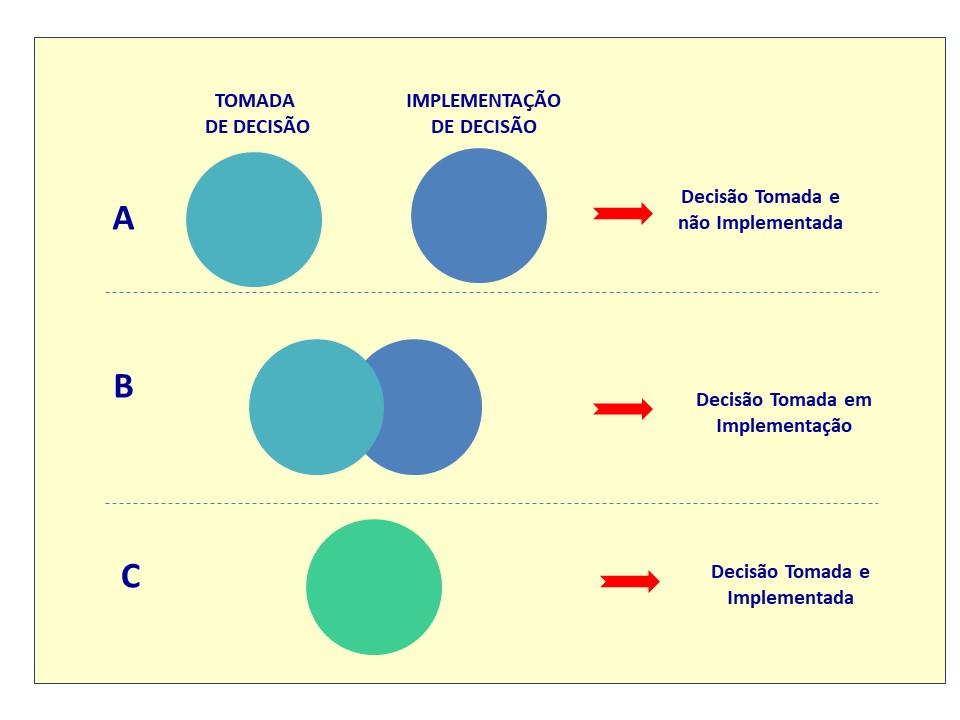 TOMADA
DE DECISÃO
IMPLEMENTAÇÃO
DE DECISÃO
A
Decisão Tomada e
não Implementada
B
Decisão Tomada em
Implementação
C
Decisão Tomada e
Implementada